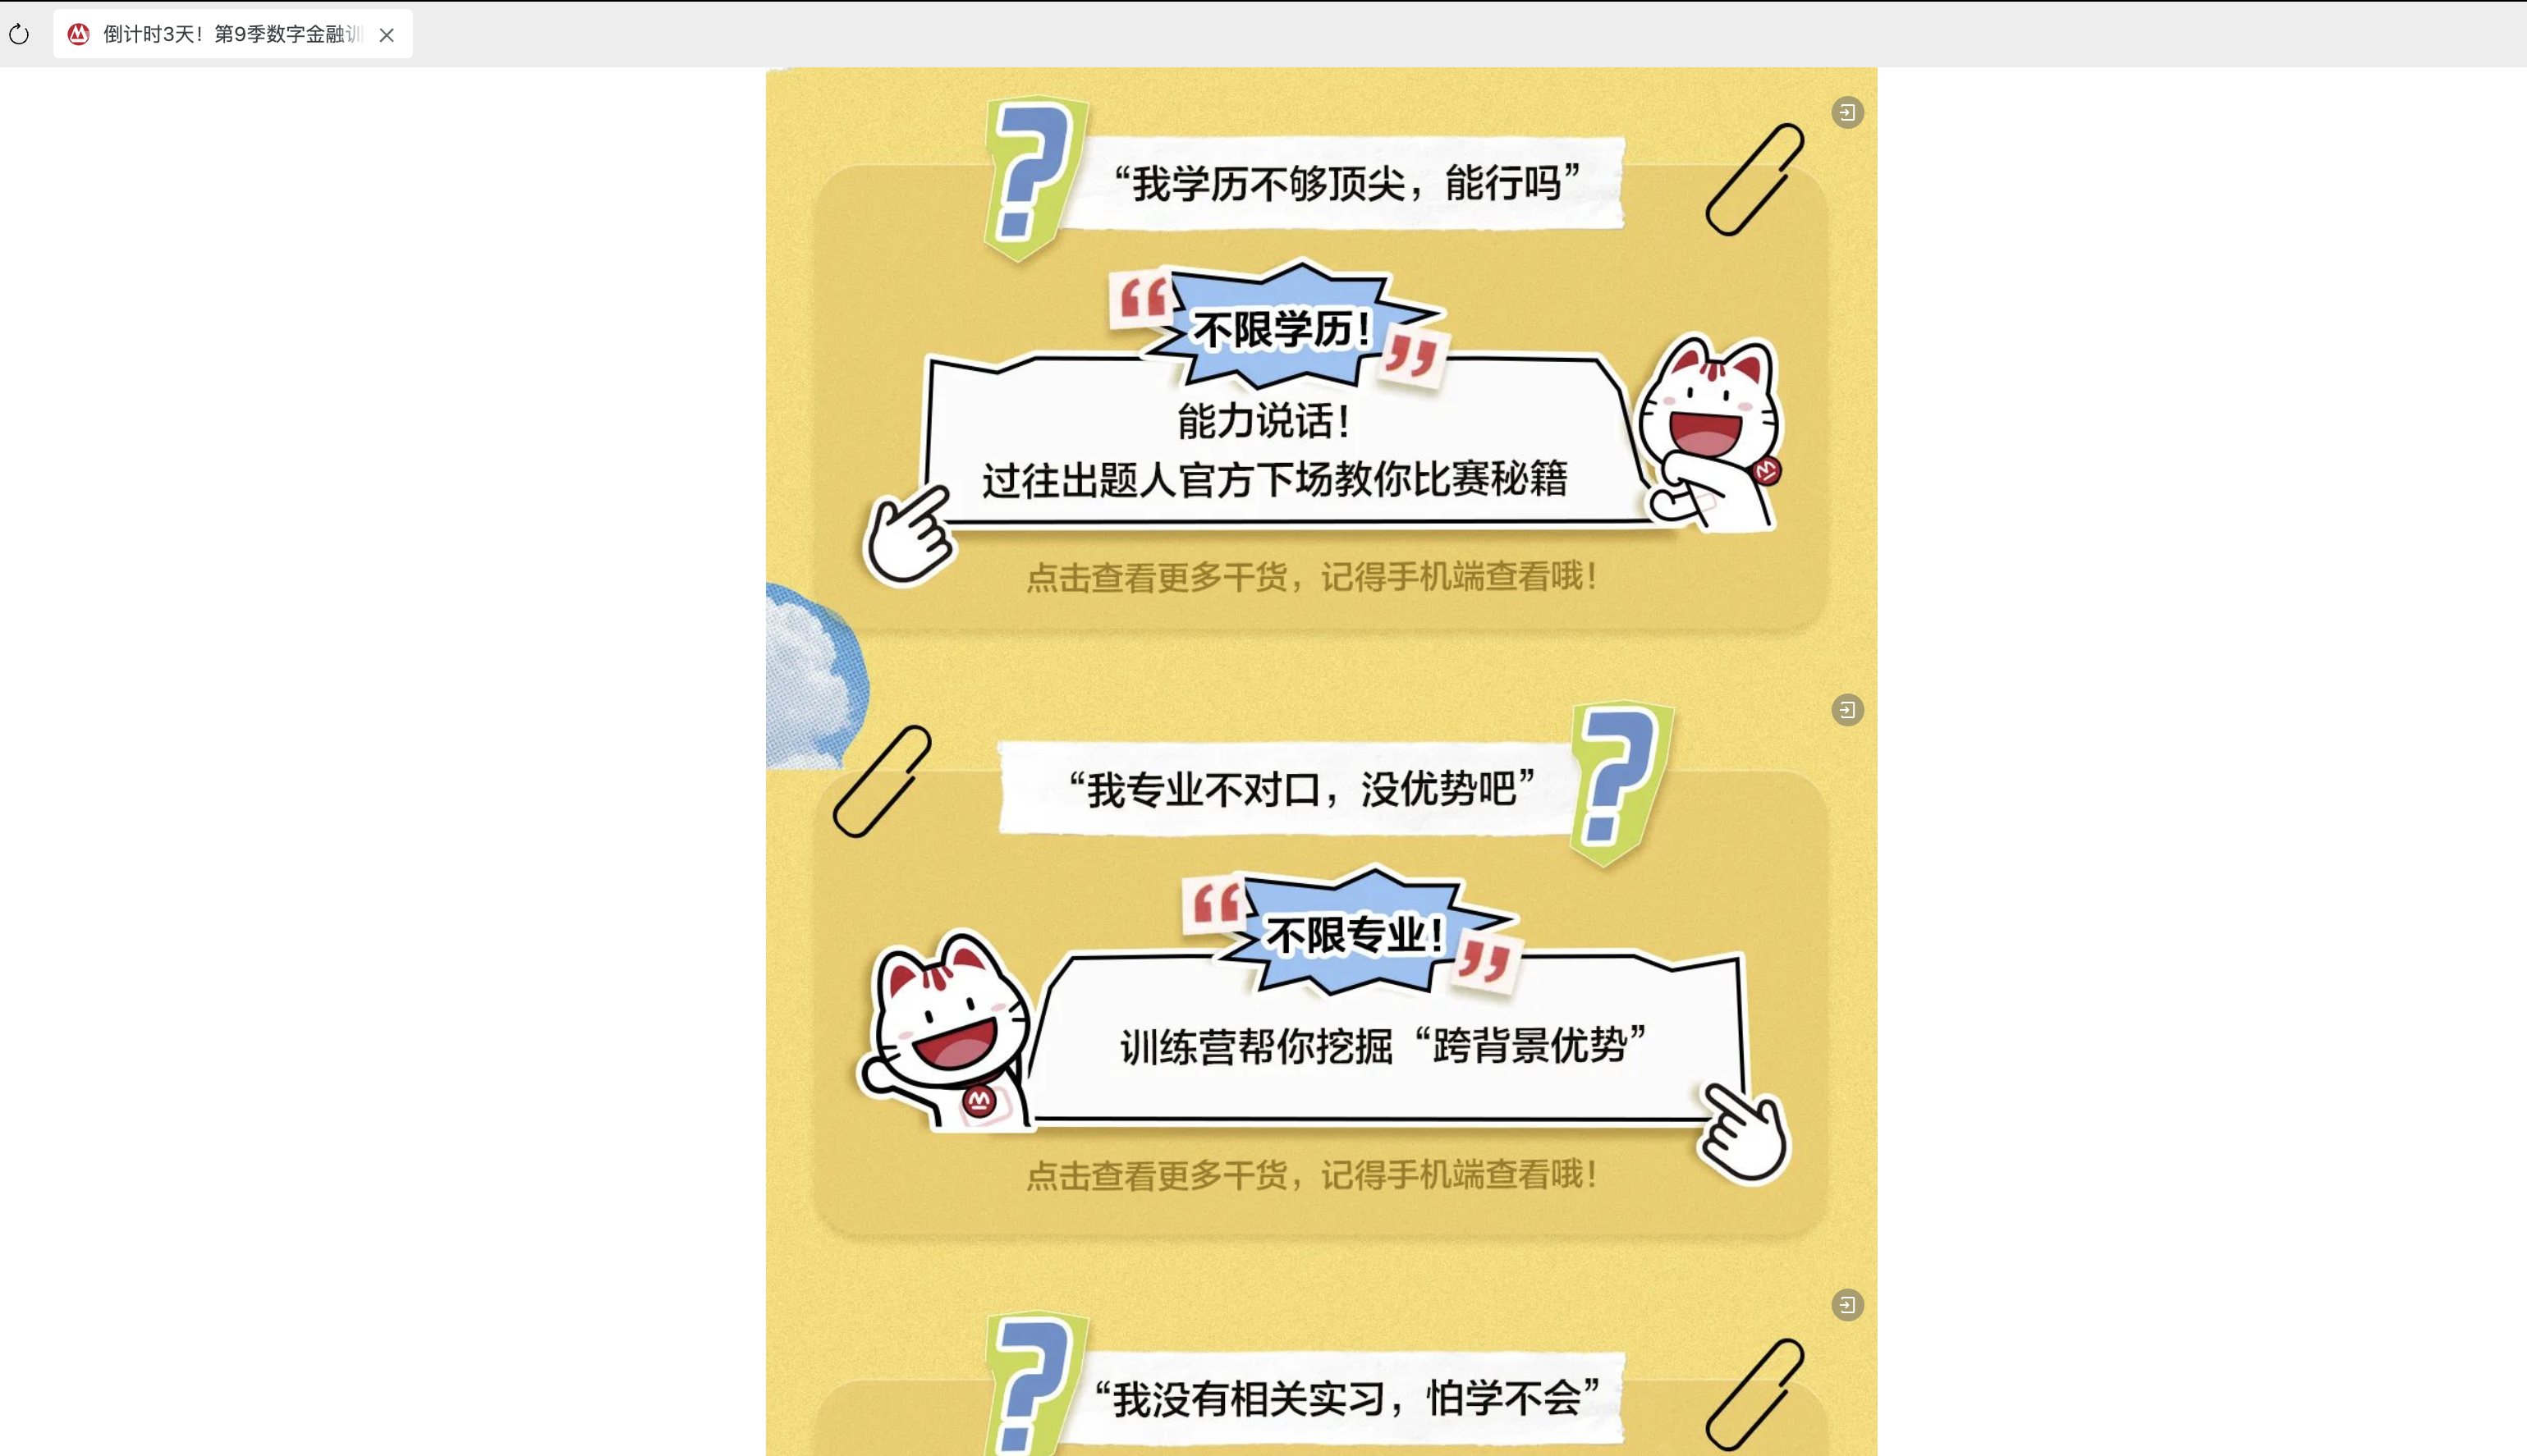 倒计时3天！第9季数字金融训
“我学历不够顶尖，能行吗”
不限学历！
能力说话！
过往出题人官方下场教你比赛秘籍
点击查看更多干货，记得手机端查看哦！
“我专业不对口，没优势吧”
不限专业！
训练营帮你挖掘“跨背景优势”
点击查看更多干货，记得手机端查看哦！
“我没有相关实习，怕学不会”